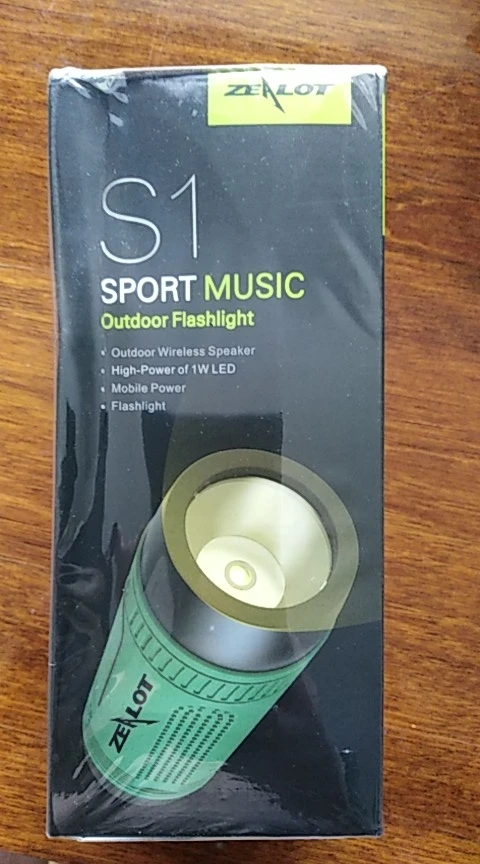 ZEALOT
S1
SPORT MUSIC
Outdoor Flashlight
• Outdoor Wireless Speaker
• High-Power of 1W LED
• Mobile Power
• Flashlight
ZEALOT